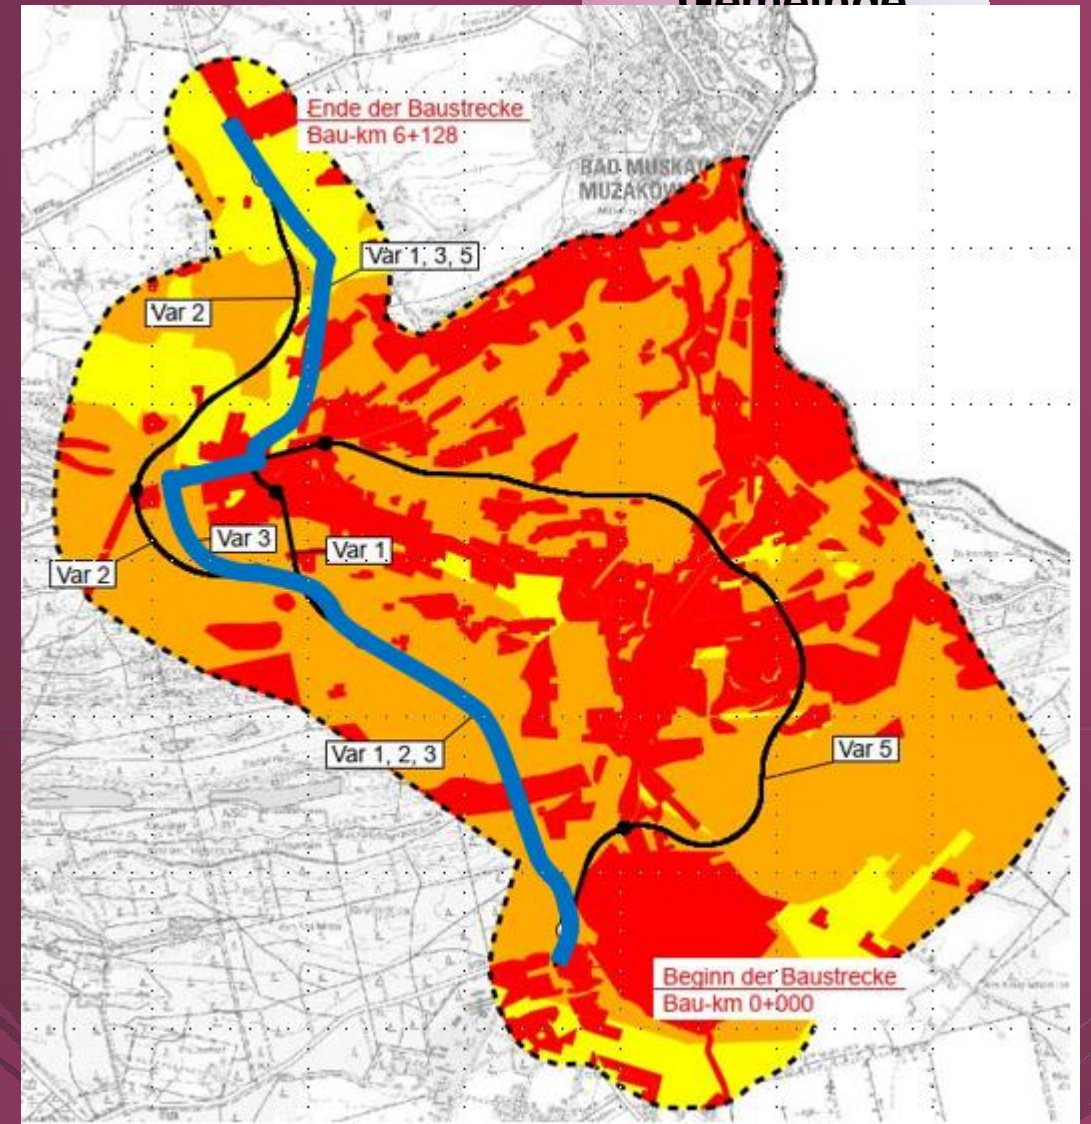 Gemeinde
Ende der Baustrecke
Bau-km 6+128
BAD MUSKAU
MUŻAKÓW
Var 1, 3, 5
Var 2
Var 3
Var 1
Var 2
Var 1, 2, 3
Var 5
Beginn der Baustrecke
Bau-km 0+000